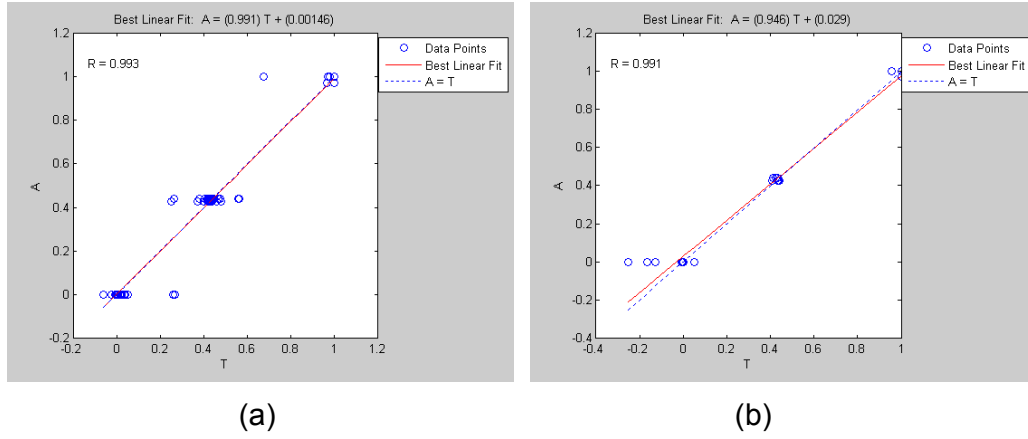 Best Linear Fit: A = (0.991) T + (0.00146)
1.2
1
0.8
0.6
0.4
0.2
0
-0.2
A
R = 0.993
Data Points
Best Linear Fit
A = T
-0.2 0 0.2 0.4 0.6 0.8 1 1.2
T
(a)
Best Linear Fit: A = (0.946) T + (0.029)
1.2
1
0.8
0.6
0.4
0.2
0
-0.2
-0.4
A
R = 0.991
Data Points
Best Linear Fit
A = T
-0.4 -0.2 0 0.2 0.4 0.6 0.8 1
T
(b)